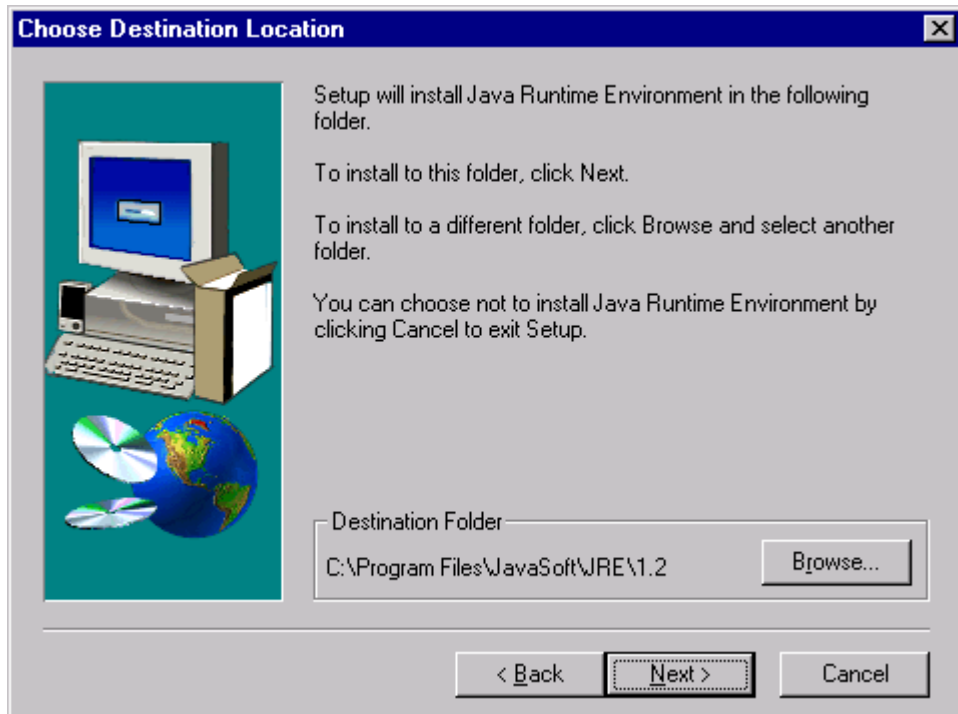 Choose Destination Location
Setup will install Java Runtime Environment in the following
folder.
To install to this folder, click Next.
To install to a different folder, click Browse and select another
folder.
You can choose not to install Java Runtime Environment by
clicking Cancel to exit Setup.
Destination Folder
C:\Program Files\JavaSoft\JRE\1.2
Browse...
< Back
Next >
Cancel